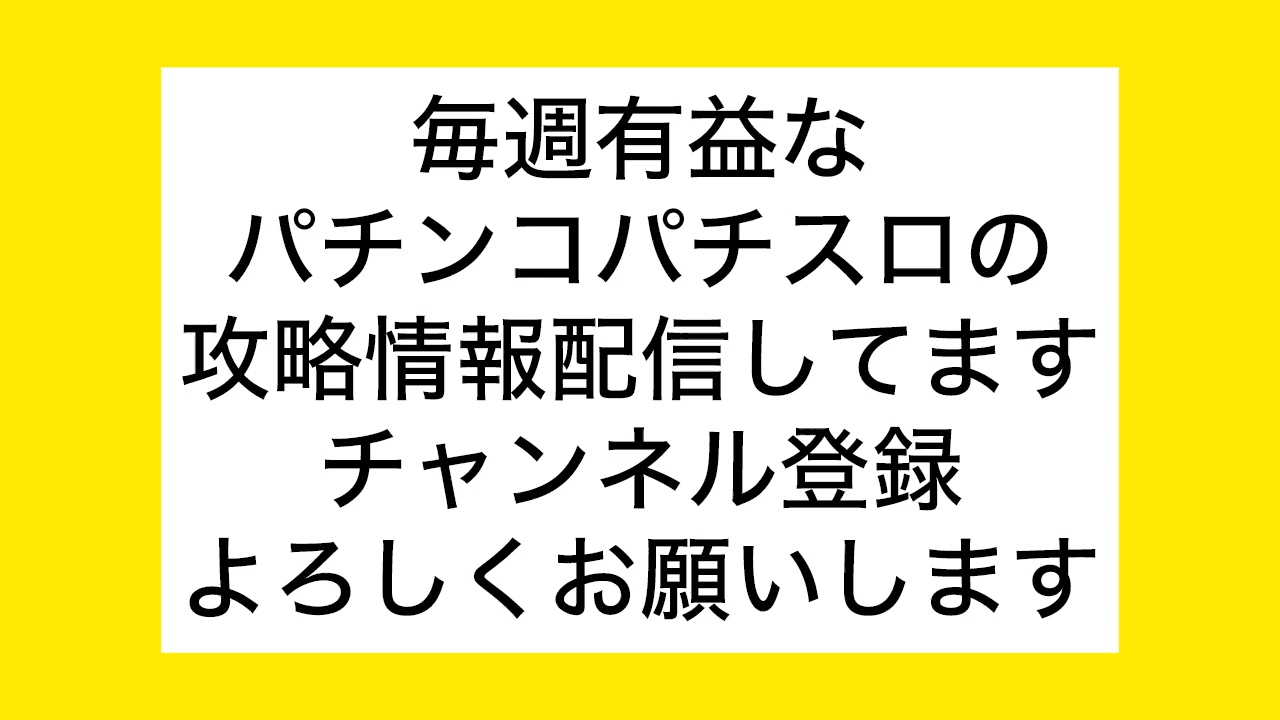 毎週有益な
パチンコパチスロの
攻略情報配信してます
チャンネル登録
よろしくお願いします